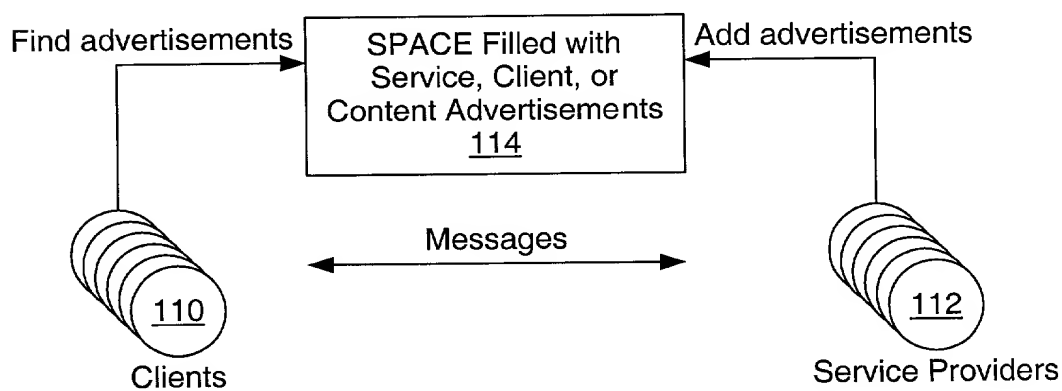 Find advertisements
SPACE Filled with
Service, Client, or
Content Advertisements
114
Add advertisements
Messages
110
Clients
112
Service Providers